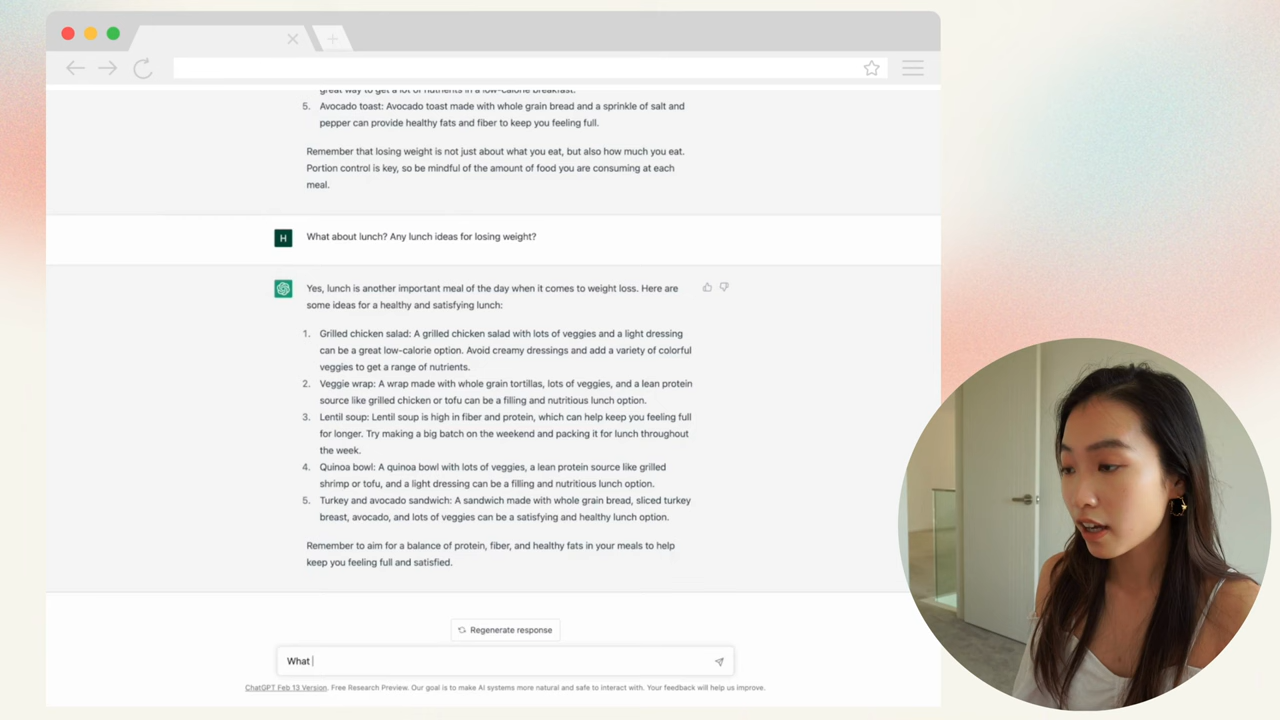 great way to get a lot of nutrients in a low-calorie breakfast.
5. Avocado toast: Avocado toast made with whole grain bread and a sprinkle of salt and
pepper can provide healthy fats and fiber to keep you feeling full.
Remember that losing weight is not just about what you eat, but also how much you eat.
Portion control is key, so be mindful of the amount of food you are consuming at each
meal.
H What about lunch? Any lunch ideas for losing weight?
Yes, lunch is another important meal of the day when it comes to weight loss. Here are
some ideas for a healthy and satisfying lunch:
1. Grilled chicken salad: A grilled chicken salad with lots of veggies and a light dressing
can be a great low-calorie option. Avoid creamy dressings and add a variety of colorful
veggies to get a range of nutrients.
2. Veggie wrap: A wrap made with whole grain tortillas, lots of veggies, and a lean protein
source like grilled chicken or tofu can be a filling and nutritious lunch option.
3. Lentil soup: Lentil soup is high in fiber and protein, which can help keep you feeling full
for longer. Try making a big batch on the weekend and packing it for lunch throughout
the week.
4. Quinoa bowl: A quinoa bowl with lots of veggies, a lean protein source like grilled
shrimp or tofu, and a light dressing can be a filling and nutritious lunch option.
5. Turkey and avocado sandwich: A sandwich made with whole grain bread, sliced turkey
breast, avocado, and lots of veggies can be a satisfying and healthy lunch option.
Remember to aim for a balance of protein, fiber, and healthy fats in your meals to help
keep you feeling full and satisfied.
Regenerate response
What
ChatGPT Feb 13 Version. Free Research Preview. Our goal is to make AI systems more natural and safe to interact with. Your feedback will help us improve.